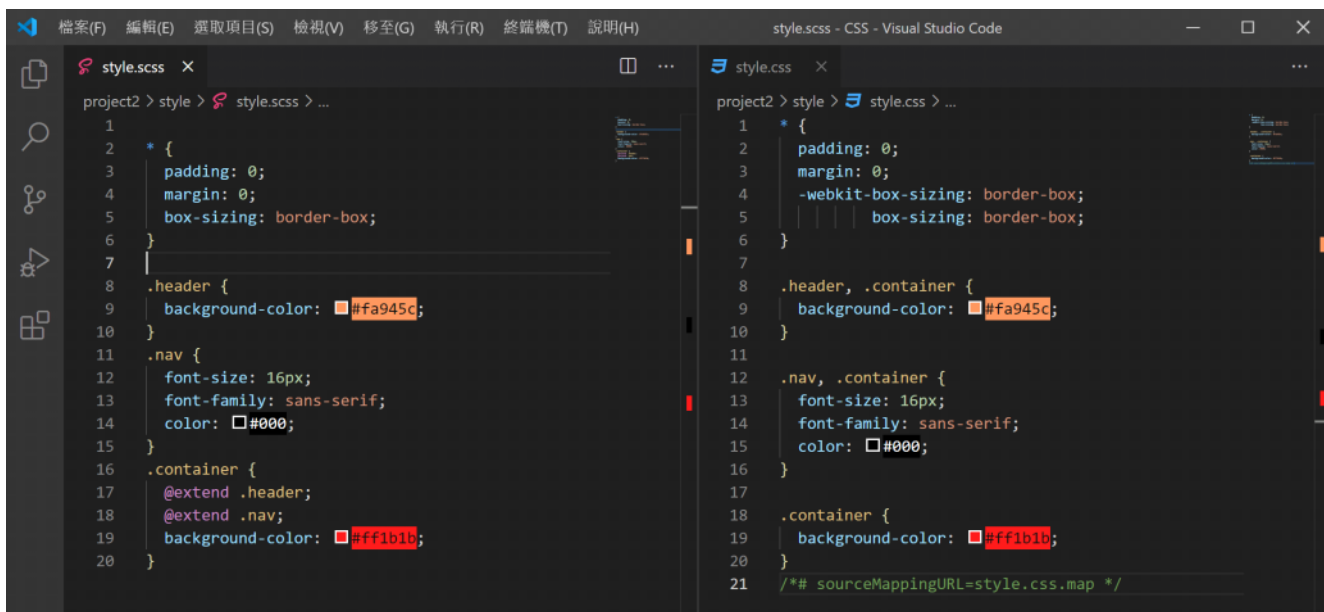 檔案(F) 編輯(E) 選取項目(S) 檢視(V) 移至(G) 執行(R) 終端機(T) 說明(H) style.scss - CSS - Visual Studio Code
style.scss
project2 > style > style.scss > ...
1
2 * {
3 padding: 0;
4 margin: 0;
5 box-sizing: border-box;
6 }
7
8 .header {
9 background-color: #fa945c;
10 }
11 .nav {
12 font-size: 16px;
13 font-family: sans-serif;
14 color: #000;
15 }
16 .container {
17 @extend .header;
18 @extend .nav;
19 background-color: #ff1b1b;
20 }
style.css
project2 > style > style.css > ...
1 * {
2 padding: 0;
3 margin: 0;
4 -webkit-box-sizing: border-box;
5 box-sizing: border-box;
6 }
7
8 .header, .container {
9 background-color: #fa945c;
10 }
11
12 .nav, .container {
13 font-size: 16px;
14 font-family: sans-serif;
15 color: #000;
16 }
17
18 .container {
19 background-color: #ff1b1b;
20 }
21 /*# sourceMappingURL=style.css.map */